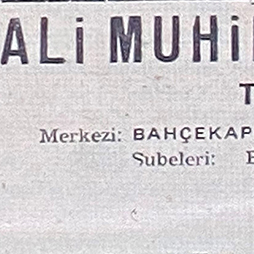 ALİ MUHİ
T
Merkezi: BAHÇEKAP
Şubeleri: